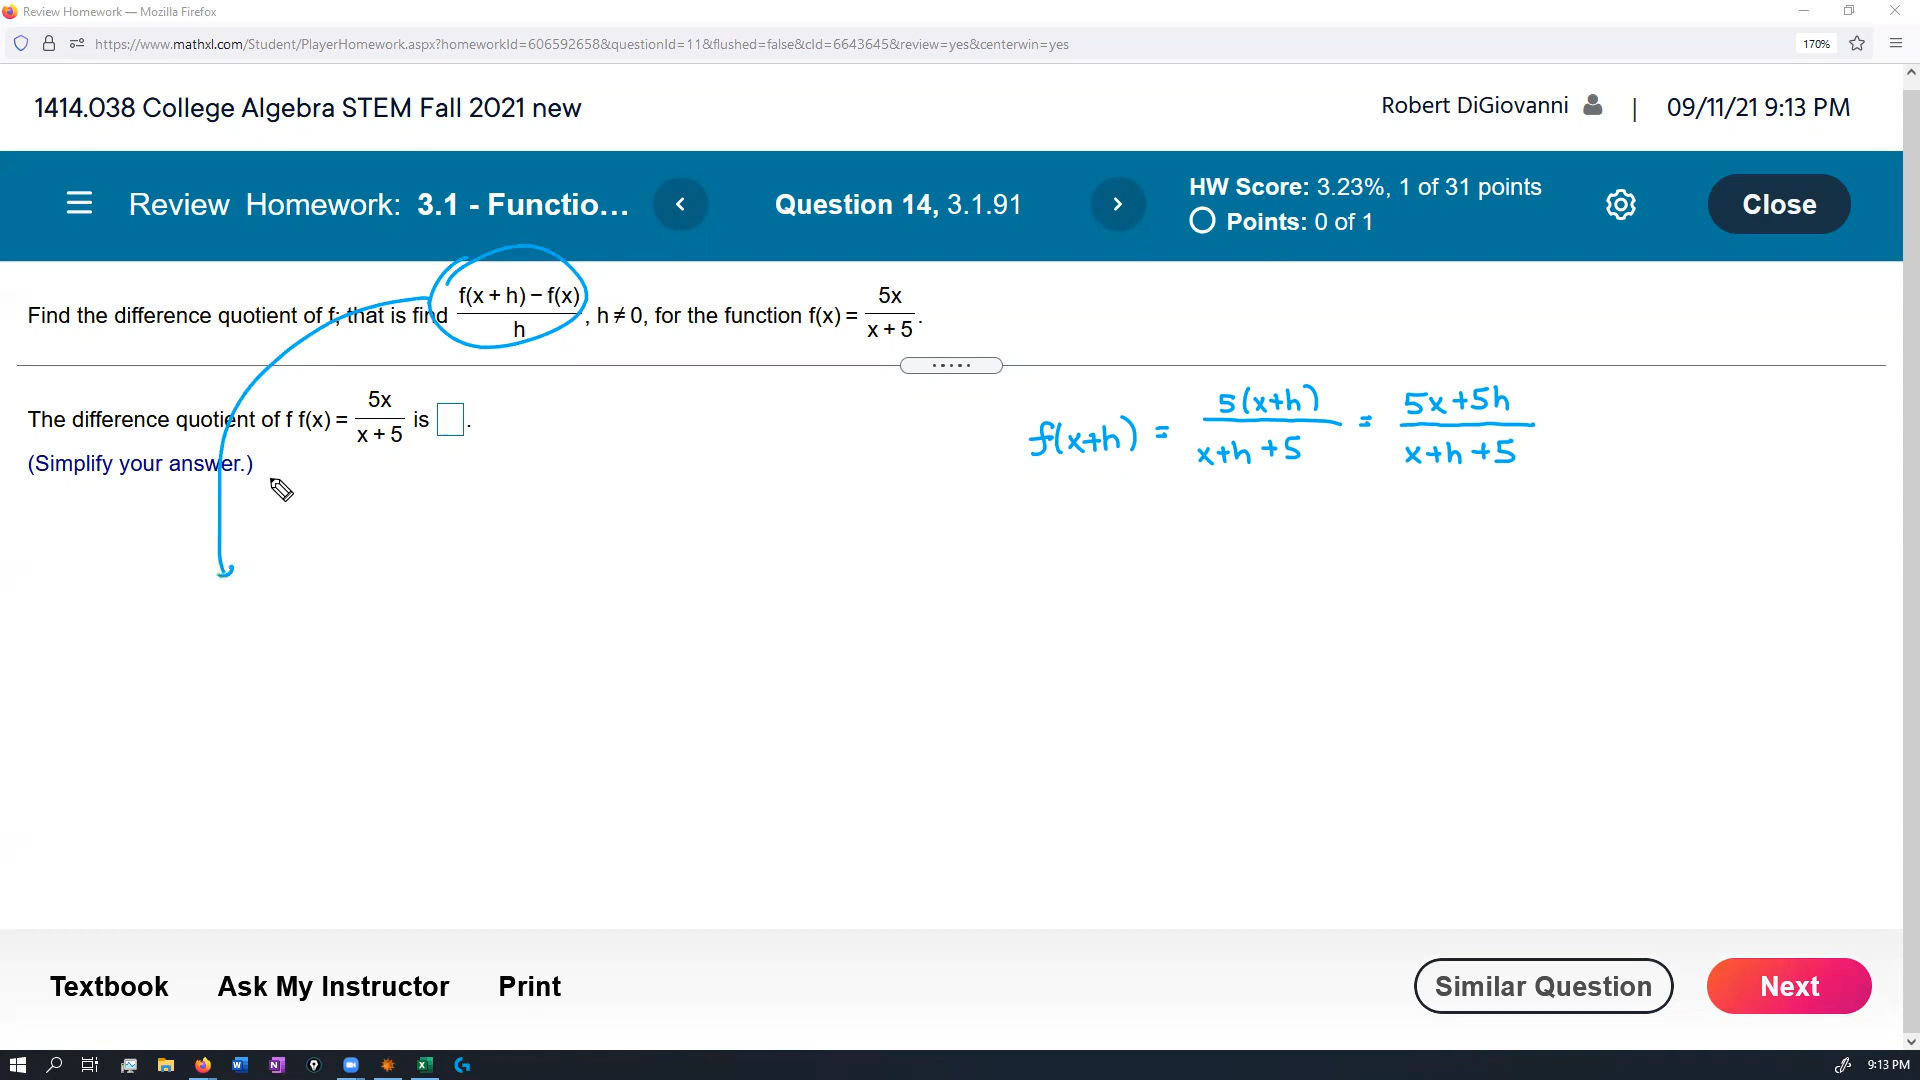 Review Homework — Mozilla Firefox
https://www.mathxl.com/Student/PlayerHomework.aspx?homeworkId=606592658&questionId=11&flushed=false&cId=6643645&review=yes&centerwin=yes 170%
1414.038 College Algebra STEM Fall 2021 new Robert DiGiovanni | 09/11/21 9:13 PM
Review Homework: 3.1 - Functio... Question 14, 3.1.91 HW Score: 3.23%, 1 of 31 points Close
Points: 0 of 1
Find the difference quotient of f; that is find (f(x + h) − f(x))/h, h ≠ 0, for the function f(x) = 5x/(x + 5).
The difference quotient of f f(x) = 5x/(x + 5) is .
(Simplify your answer.)
f(x+h) = 5(x+h)/(x+h+5) = (5x+5h)/(x+h+5)
Textbook Ask My Instructor Print Similar Question Next
9:13 PM